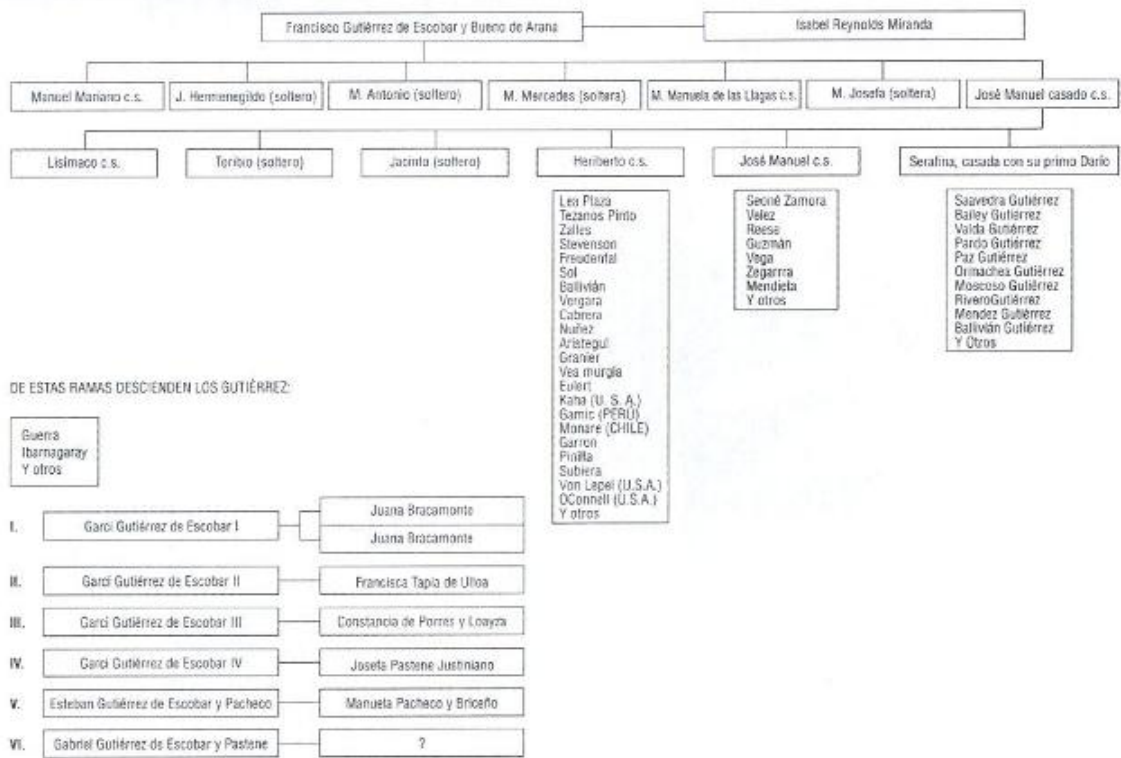 Francisco Gutiérrez de Escobar y Bueno de Arana
Isabel Reynolds Miranda
Manuel Mariano c.s.
J. Hermenegildo (soltero)
M. Antonio (soltero)
M. Mercedes (soltera)
M. Manuela de las Llagas c.s.
M. Josefa (soltera)
José Manuel casado c.s.
Lisimaco c.s.
Toribio (soltero)
Jacinto (soltero)
Heriberto c.s.
José Manuel c.s.
Serafina, casada con su primo Darío
Lea Plaza
Tezanos Pinto
Zalles
Stevenson
Freudental
Sol
Ballivián
Vergara
Cabrera
Nuñez
Aristegui
Granier
Vea murgia
Eulert
Kaha (U. S. A.)
Gamic (PERÚ)
Monare (CHILE)
Garron
Pinilla
Subiera
Von Lepel (U.S.A.)
OConnell (U.S.A.)
Y otros
Seoné Zamora
Velez
Reese
Guzmán
Vega
Zegarrra
Mendieta
Y otros
Saavedra Gutiérrez
Bailey Gutiérrez
Valda Gutiérrez
Pardo Gutiérrez
Paz Gutiérrez
Ormachea Gutiérrez
Moscoso Gutiérrez
RiveroGutiérrez
Mendez Gutiérrez
Ballivián Gutiérrez
Y Otros
DE ESTAS RAMAS DESCIENDEN LOS GUTIÉRREZ:
Guerra
Ibarnagaray
Y otros
I. Garci Gutiérrez de Escobar I
Juana Bracamonte
Juana Bracamonte
II. Garci Gutiérrez de Escobar II Francisca Tapia de Ulloa
III. Garci Gutiérrez de Escobar III Constancia de Porres y Loayza
IV. Garci Gutiérrez de Escobar IV Josefa Pastene Justiniano
V. Esteban Gutiérrez de Escobar y Pacheco Manuela Pacheco y Briceño
VI. Gabriel Gutiérrez de Escobar y Pastene ?